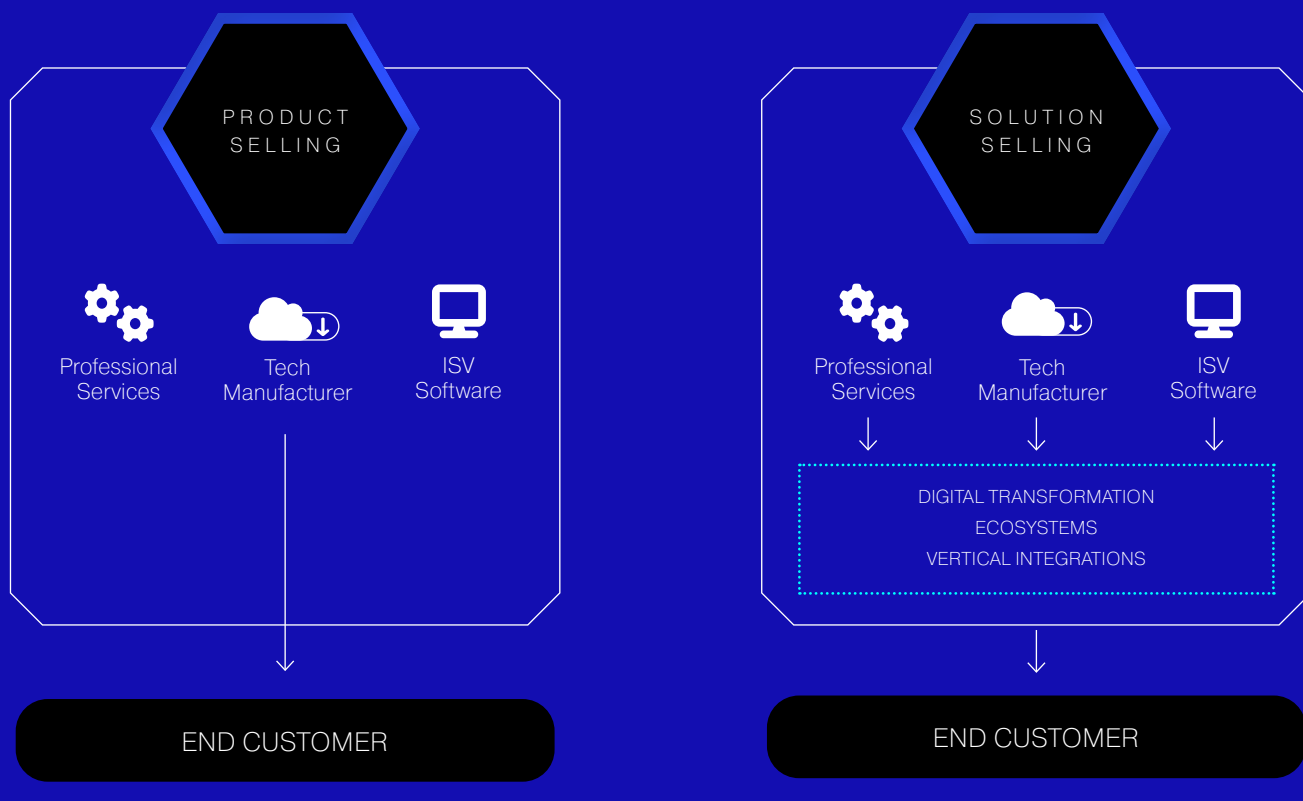 PRODUCT
SELLING
Professional
Services
Tech
Manufacturer
ISV
Software
END CUSTOMER
SOLUTION
SELLING
Professional
Services
Tech
Manufacturer
ISV
Software
DIGITAL TRANSFORMATION
ECOSYSTEMS
VERTICAL INTEGRATIONS
END CUSTOMER